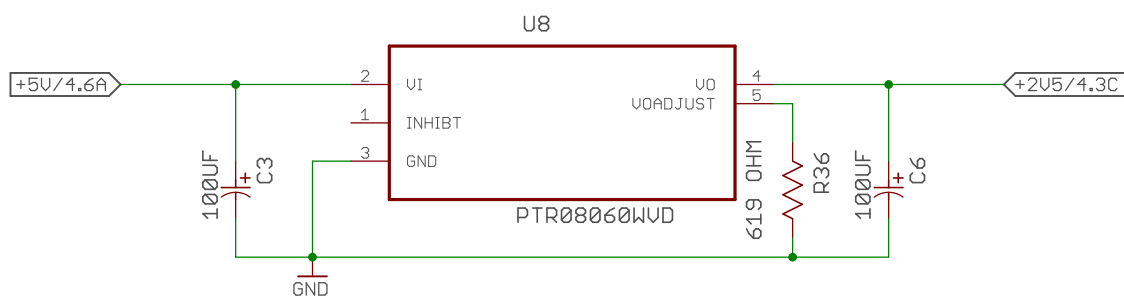 U8
+5V/4.6A
2
VI
VO
4
+2V5/4.3C
VOADJUST
5
1
INHIBT
3
GND
100UF
C3
619 OHM
R36
100UF
C6
PTR08060WVD
GND